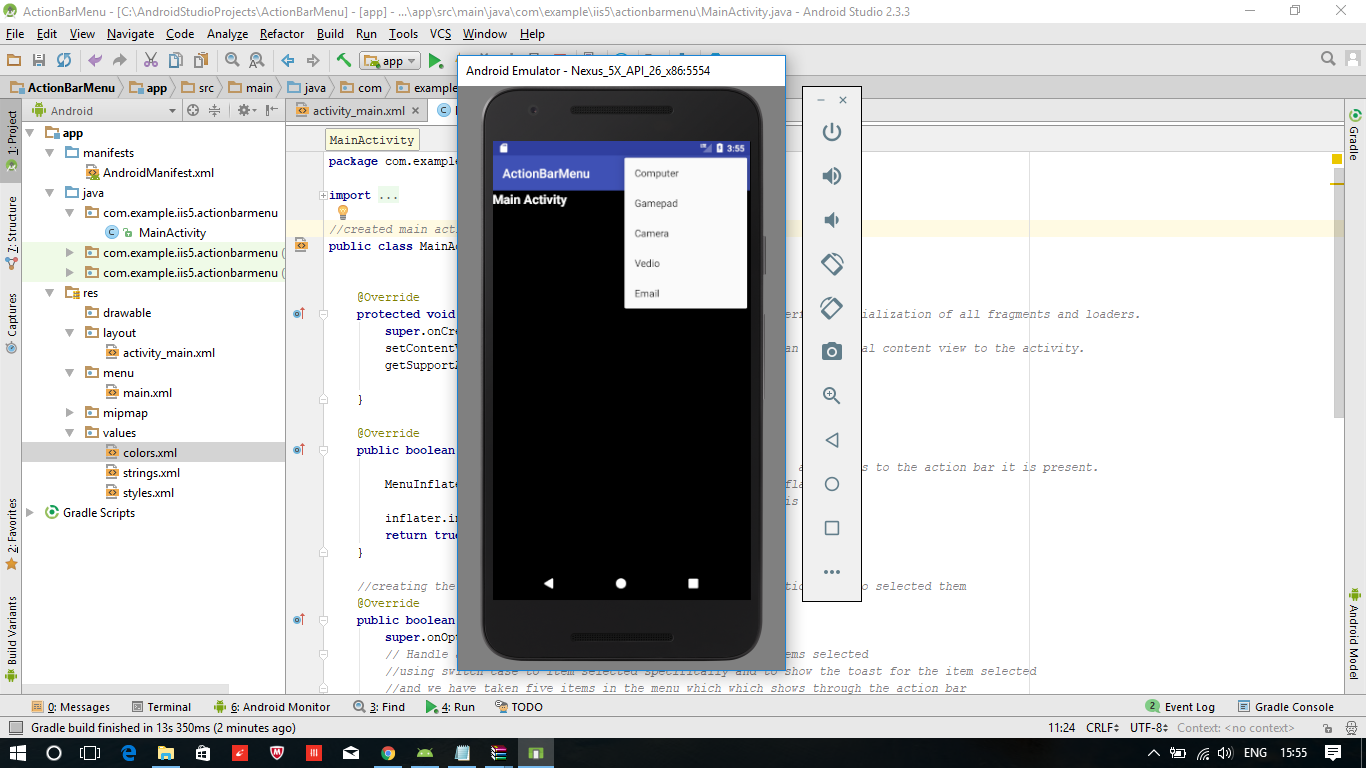 ActionBarMenu - [C:\AndroidStudioProjects\ActionBarMenu] - [app] - ...\app\src\main\java\com\example\iis5\actionbarmenu\MainActivity.java - Android Studio 2.3.3
File Edit View Navigate Code Analyze Refactor Build Run Tools VCS Window Help
app
ActionBarMenu app src main java com example
Android
activity_main.xml
1: Project
7: Structure
Captures
2: Favorites
Build Variants
app
manifests
AndroidManifest.xml
java
com.example.iis5.actionbarmenu
MainActivity
com.example.iis5.actionbarmenu (
com.example.iis5.actionbarmenu (
res
drawable
layout
activity_main.xml
menu
main.xml
mipmap
values
colors.xml
strings.xml
styles.xml
Gradle Scripts
MainActivity
package com.example
import ...
//created main act
public class MainAc
@Override
protected void
super.onCre
ialization of all fragments and loaders.
setContentV
al content view to the activity.
getSupportA
}
@Override
public boolean
s to the action bar it is present.
MenuInflate
inflater.in
return true
}
//creating the
o selected them
@Override
public boolean
super.onOpt
// Handle
ems selected
//using switch case to item selected specifically and to show the toast for the item selected
//and we have taken five items in the menu which which shows through the action bar
Android Emulator - Nexus_5X_API_26_x86:5554
3:55
ActionBarMenu
Main Activity
Computer
Gamepad
Camera
Vedio
Email
Gradle
Android Model
0: Messages Terminal 6: Android Monitor 3: Find 4: Run TODO 2 Event Log Gradle Console
Gradle build finished in 13s 350ms (2 minutes ago) 11:24 CRLF UTF-8 Context: <no context>
ENG 15:55